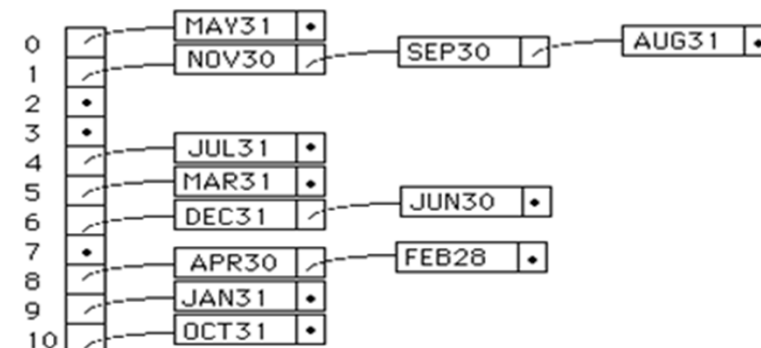 0 MAY31
1 NOV30 SEP30 AUG31
2
3
4 JUL31
5 MAR31
6 DEC31 JUN30
7
8 APR30 FEB28
9 JAN31
10 OCT31